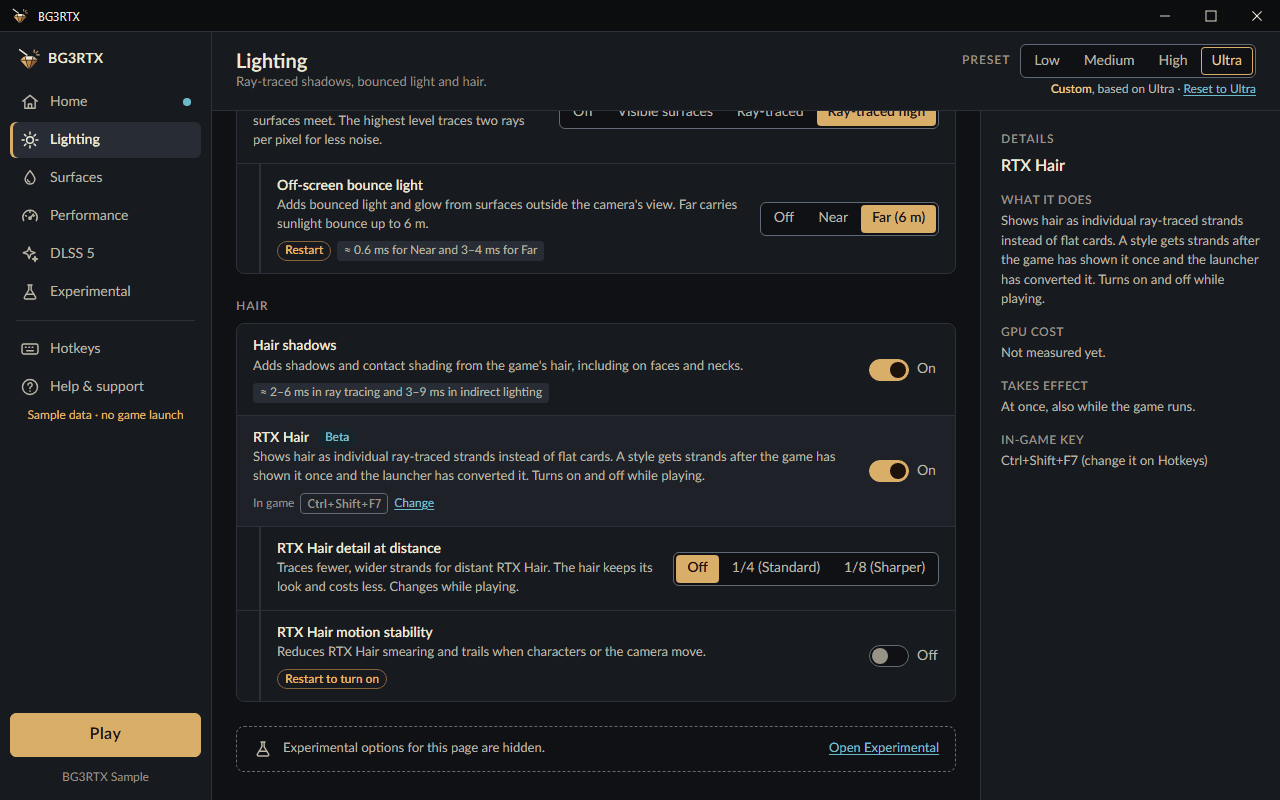 BG3RTX
BG3RTX
Home
Lighting
Surfaces
Performance
DLSS 5
Experimental
Hotkeys
Help & support
Sample data · no game launch
Play
BG3RTX Sample
Lighting
Ray-traced shadows, bounced light and hair.
PRESET
Low
Medium
High
Ultra
Custom, based on Ultra · Reset to Ultra
surfaces meet. The highest level traces two rays
per pixel for less noise.
Off
Visible surfaces
Ray-traced
Ray-traced high
Off-screen bounce light
Adds bounced light and glow from surfaces outside the camera's view. Far carries
sunlight bounce up to 6 m.
Restart
≈ 0.6 ms for Near and 3–4 ms for Far
Off
Near
Far (6 m)
HAIR
Hair shadows
Adds shadows and contact shading from the game's hair, including on faces and necks.
≈ 2–6 ms in ray tracing and 3–9 ms in indirect lighting
On
RTX Hair
Beta
Shows hair as individual ray-traced strands instead of flat cards. A style gets strands after the game has
shown it once and the launcher has converted it. Turns on and off while playing.
In game
Ctrl+Shift+F7
Change
On
RTX Hair detail at distance
Traces fewer, wider strands for distant RTX Hair. The hair keeps its
look and costs less. Changes while playing.
Off
1/4 (Standard)
1/8 (Sharper)
RTX Hair motion stability
Reduces RTX Hair smearing and trails when characters or the camera move.
Restart to turn on
Off
Experimental options for this page are hidden.
Open Experimental
DETAILS
RTX Hair
WHAT IT DOES
Shows hair as individual ray-traced strands
instead of flat cards. A style gets strands after
the game has shown it once and the launcher
has converted it. Turns on and off while
playing.
GPU COST
Not measured yet.
TAKES EFFECT
At once, also while the game runs.
IN-GAME KEY
Ctrl+Shift+F7 (change it on Hotkeys)